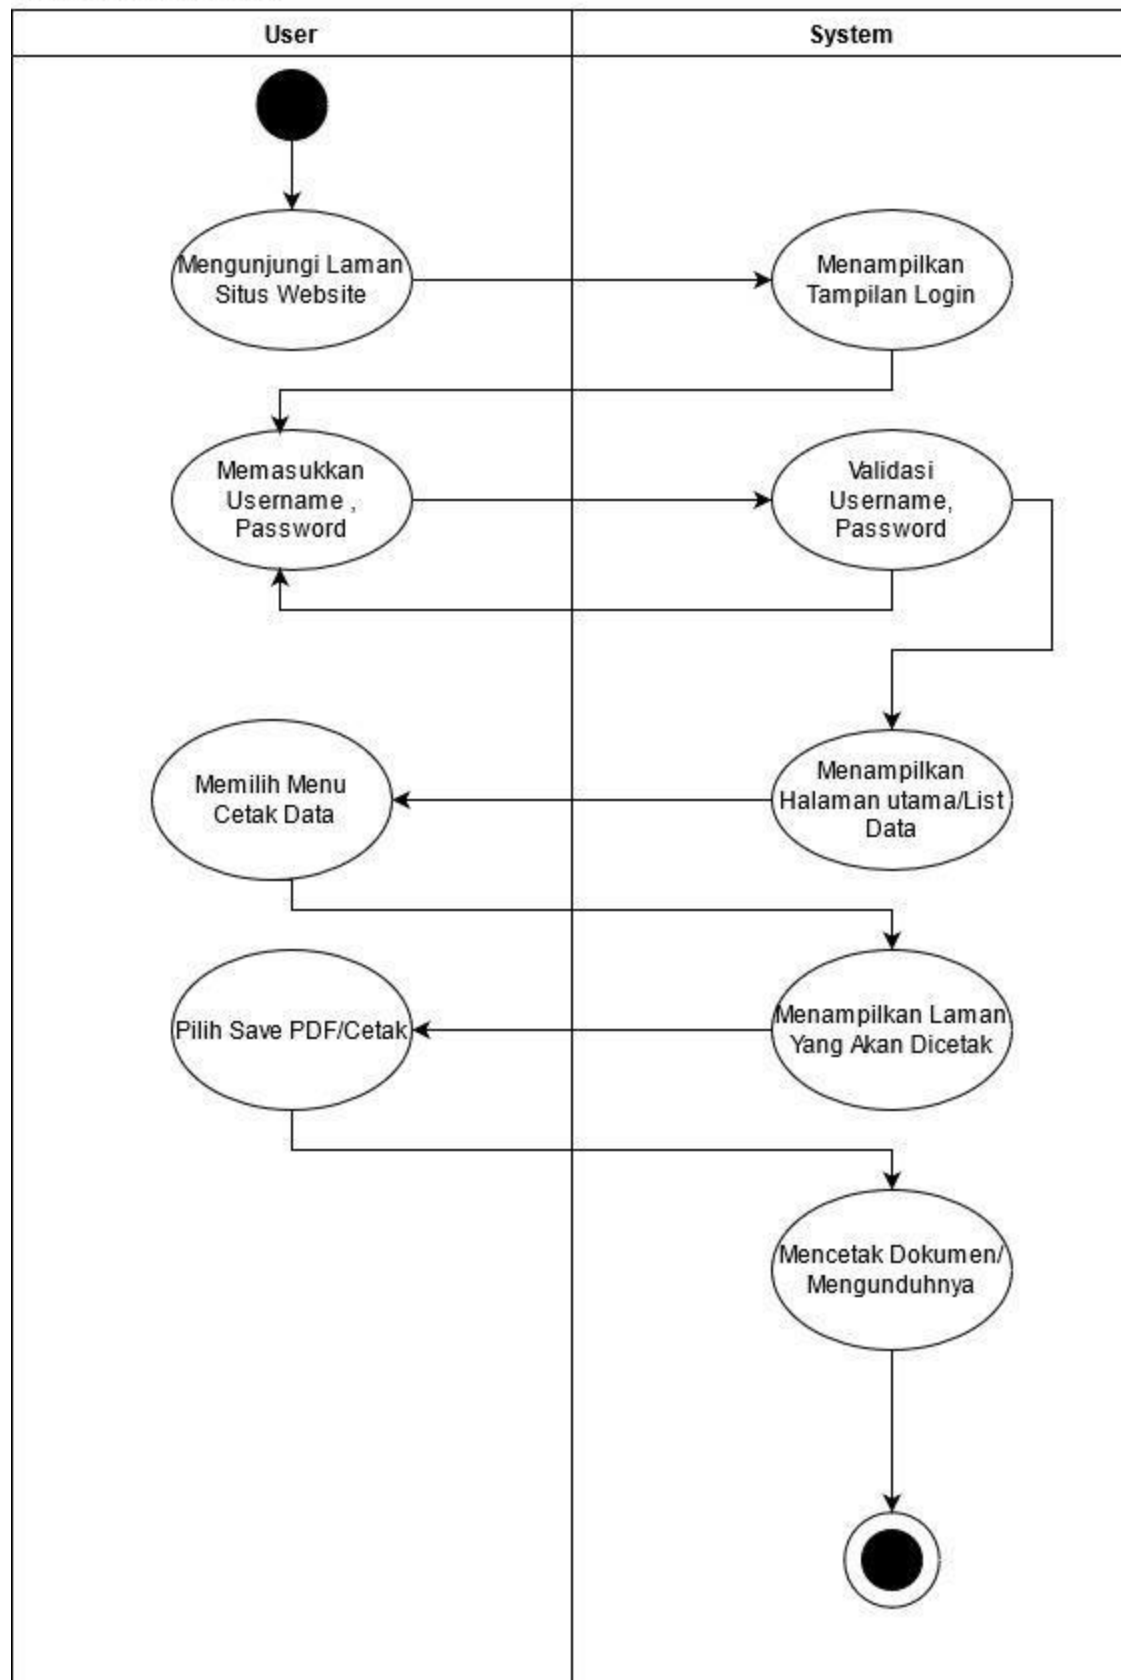 User
System
Mengunjungi Laman
Situs Website
Menampilkan
Tampilan Login
Memasukkan
Username ,
Password
Validasi
Username,
Password
Memilih Menu
Cetak Data
Menampilkan
Halaman utama/List
Data
Pilih Save PDF/Cetak
Menampilkan Laman
Yang Akan Dicetak
Mencetak Dokumen/
Mengunduhnya